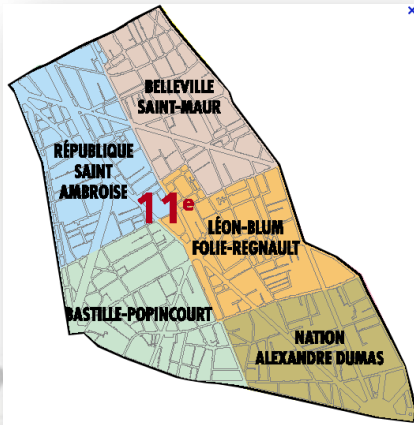 BELLEVILLE
SAINT-MAUR
RÉPUBLIQUE
SAINT
AMBROISE
11e
LÉON-BLUM
FOLIE-REGNAULT
BASTILLE-POPINCOURT
NATION
ALEXANDRE DUMAS